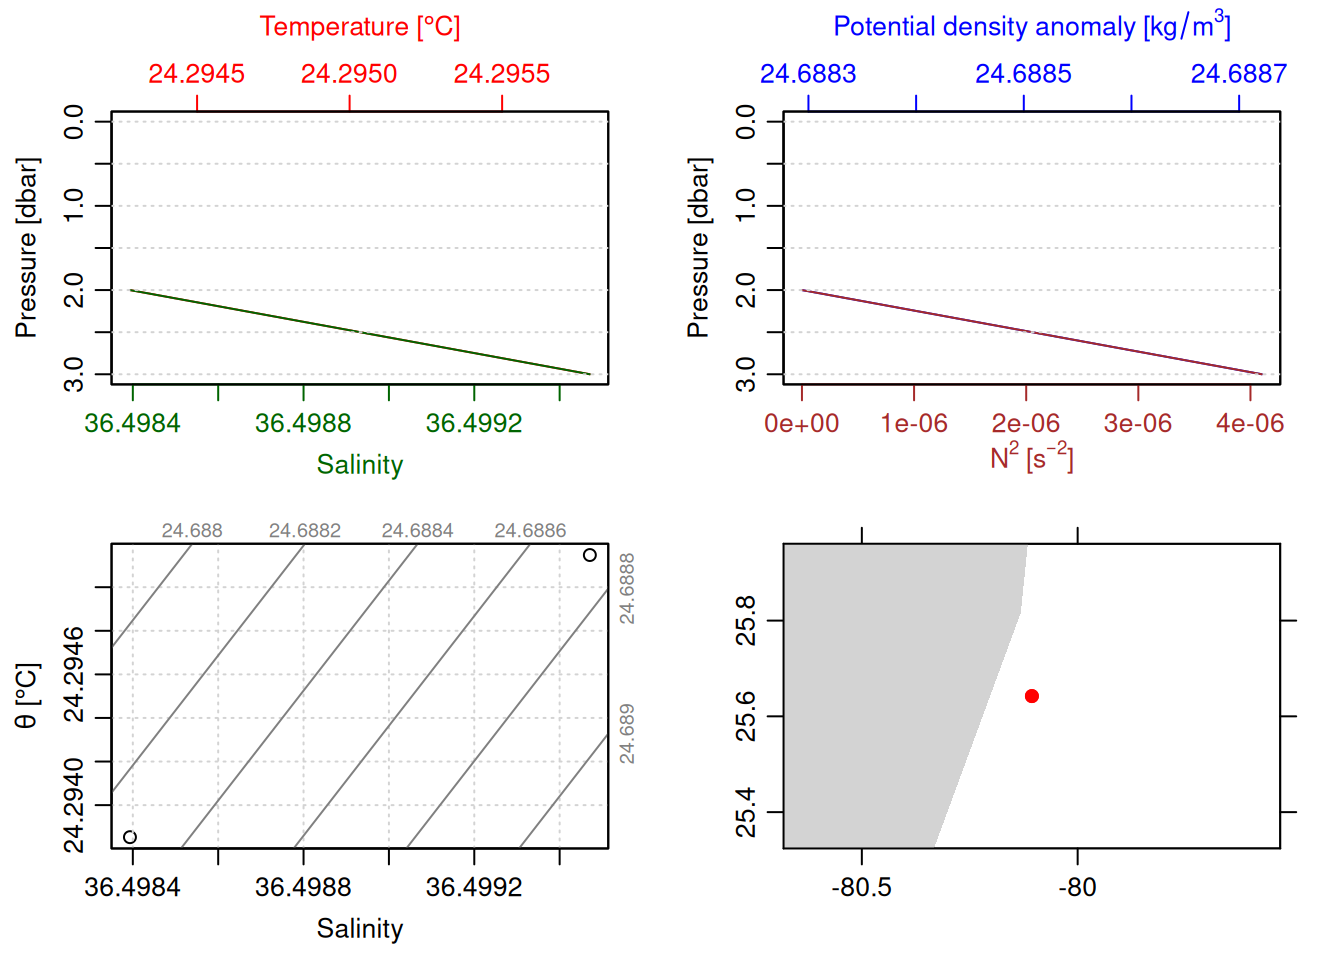 Temperature [°C]
24.2945 24.2950 24.2955
Pressure [dbar]
0.0 1.0 2.0 3.0
36.4984 36.4988 36.4992
Salinity
Potential density anomaly [kg/m³]
24.6883 24.6885 24.6887
Pressure [dbar]
0.0 1.0 2.0 3.0
0e+00 1e-06 2e-06 3e-06 4e-06
N² [s⁻²]
24.688 24.6882 24.6884 24.6886
24.6888
24.689
θ [°C]
24.2946
24.2940
36.4984 36.4988 36.4992
Salinity
25.8
25.6
25.4
-80.5 -80